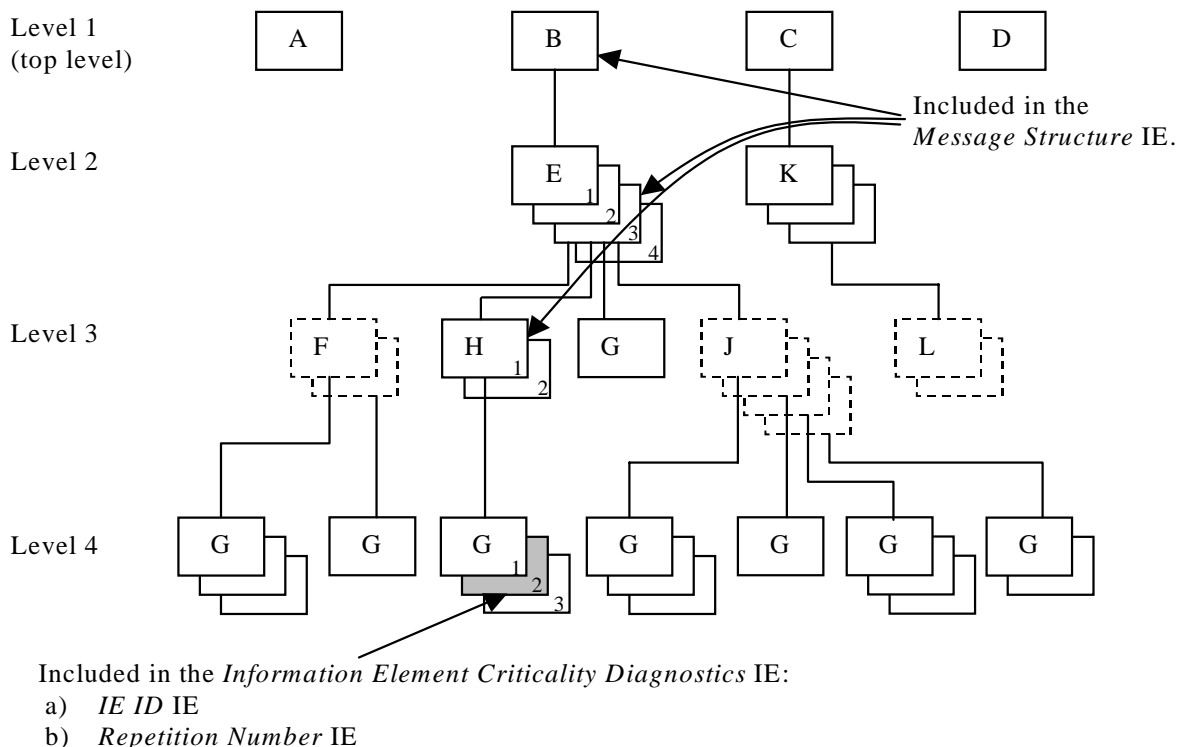 Level 1
(top level)
A
B
C
D
Included in the
Message Structure IE.
Level 2
E
1
2
3
4
K
Level 3
F
H
1
2
G
J
L
Level 4
G
G
G
1
2
3
G
G
G
G
Included in the Information Element Criticality Diagnostics IE:
a) IE ID IE
b) Repetition Number IE